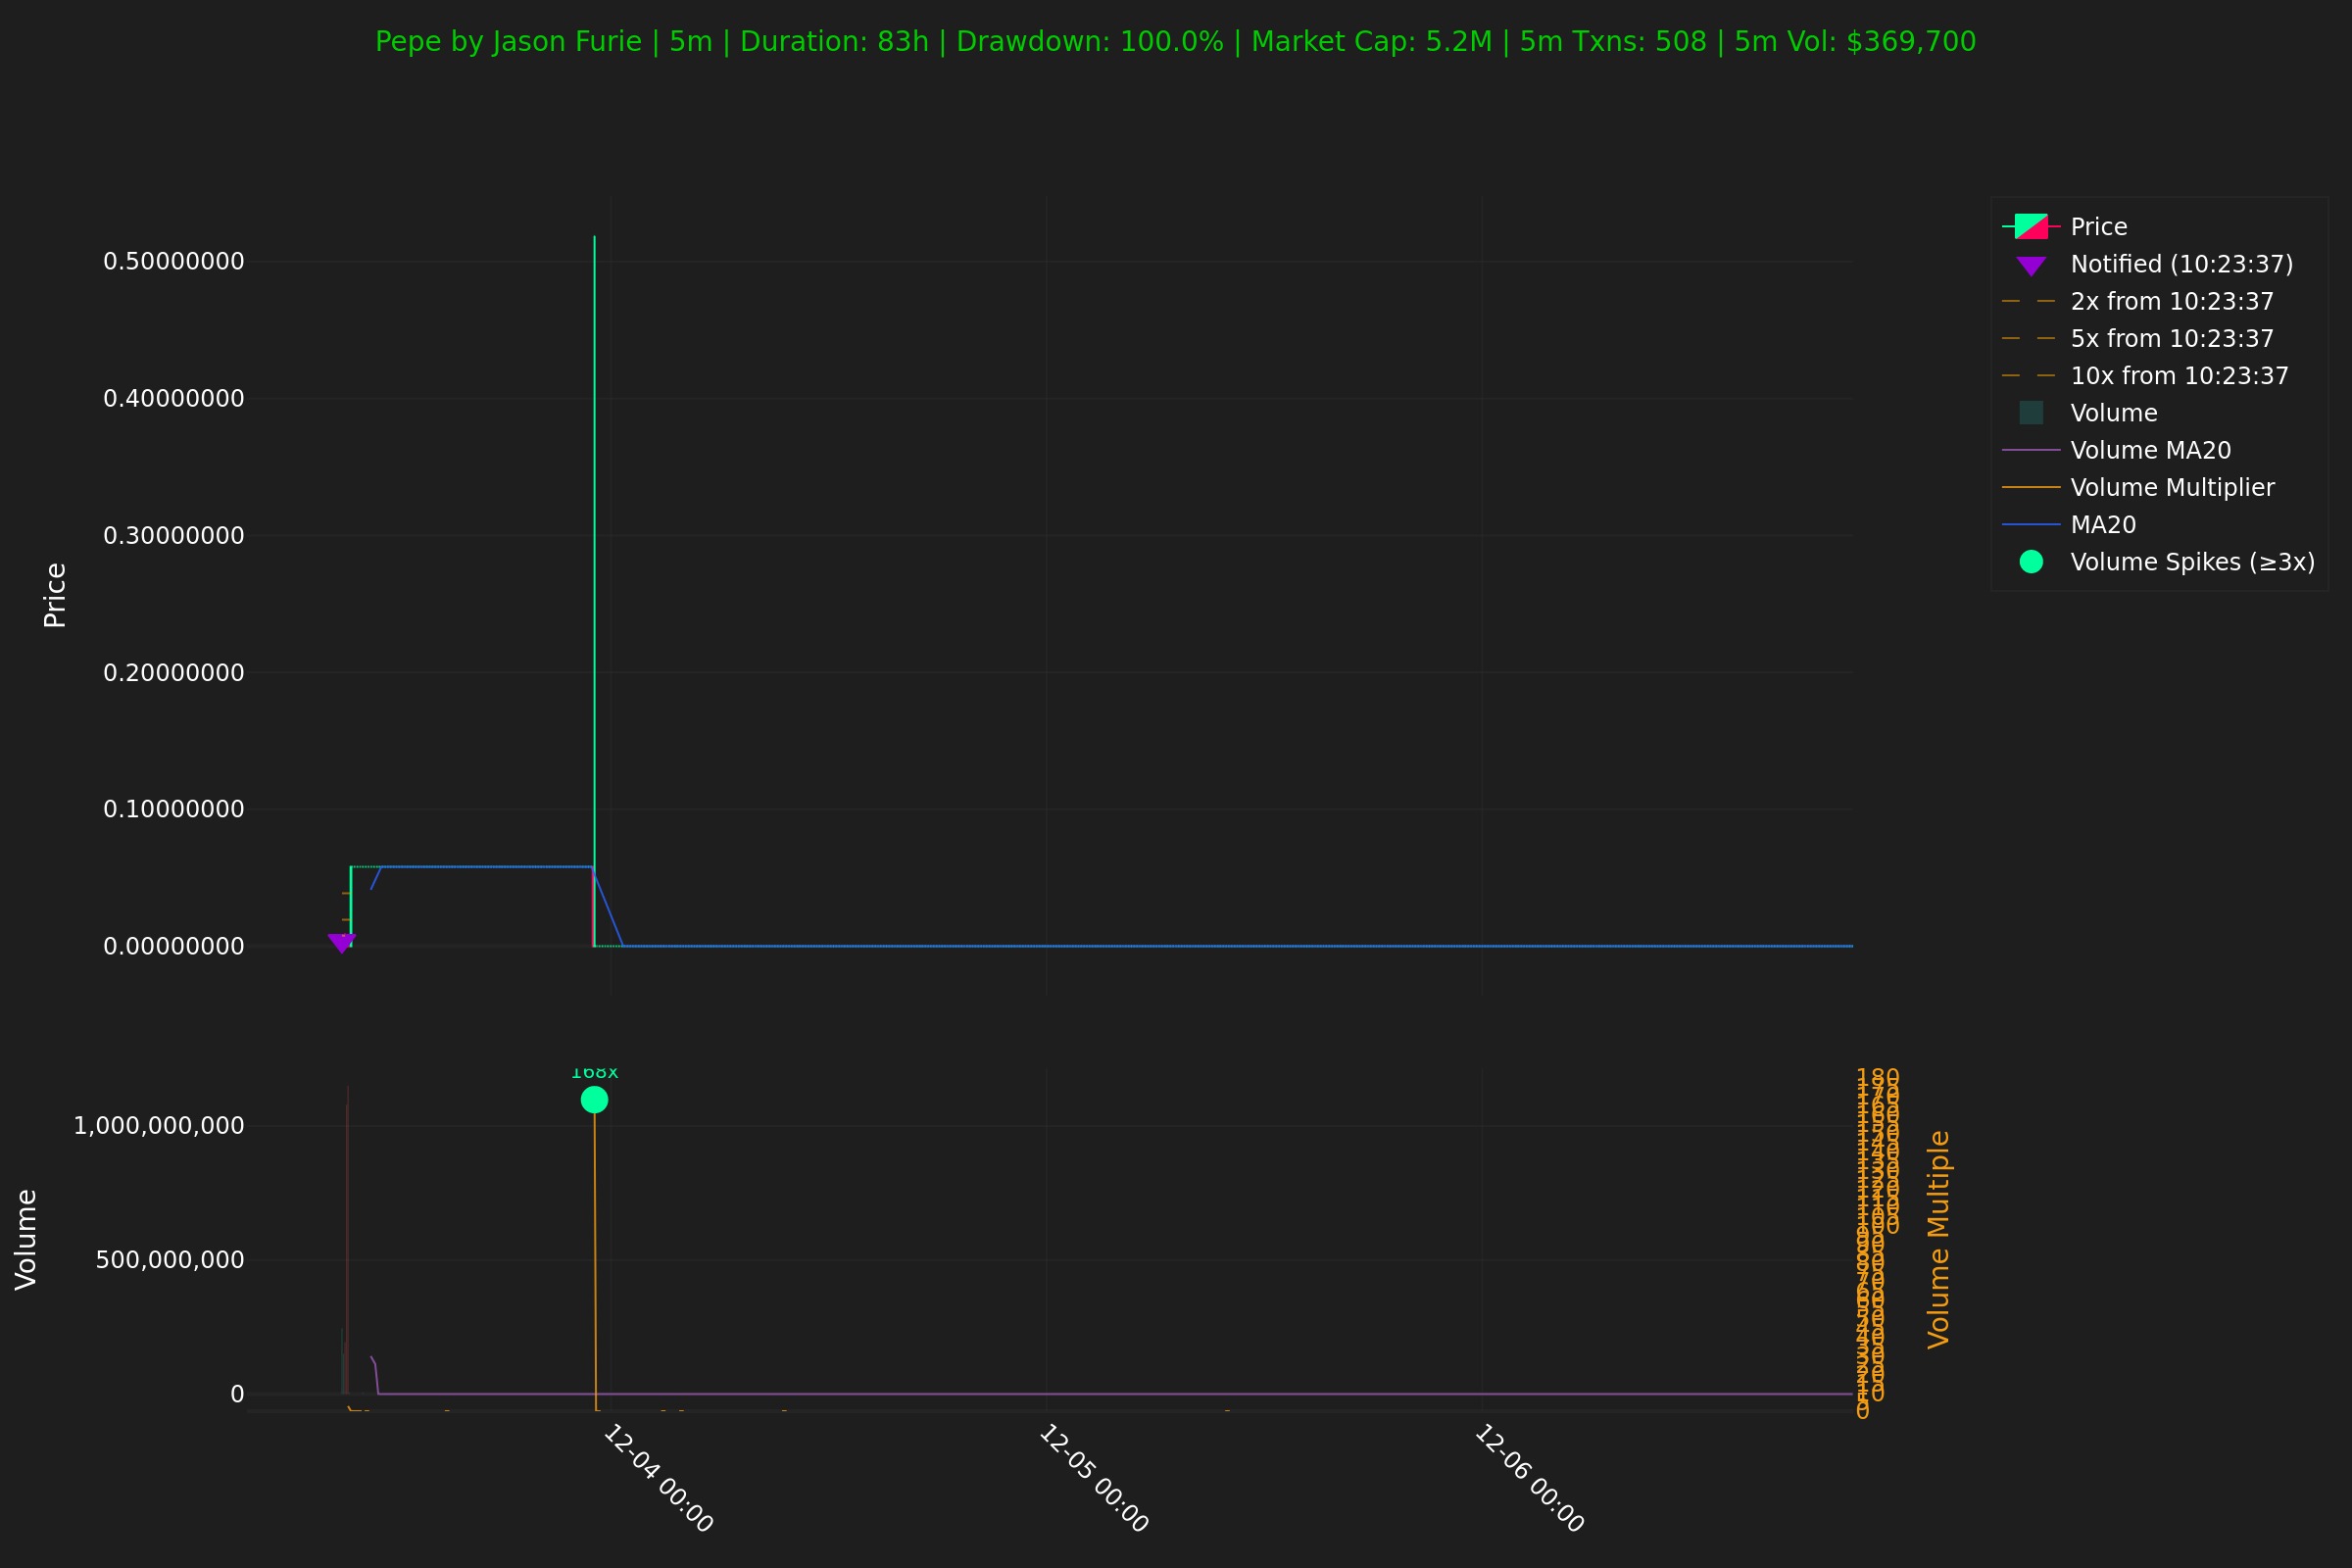 Pepe by Jason Furie | 5m | Duration: 83h | Drawdown: 100.0% | Market Cap: 5.2M | 5m Txns: 508 | 5m Vol: $369,700
Price
0.50000000
0.40000000
0.30000000
0.20000000
0.10000000
0.00000000
Price
Notified (10:23:37)
2x from 10:23:37
5x from 10:23:37
10x from 10:23:37
Volume
Volume MA20
Volume Multiplier
MA20
Volume Spikes (≥3x)
168x
Volume
1,000,000,000
500,000,000
0
180
0
Volume Multiple
12-04 00:00
12-05 00:00
12-06 00:00